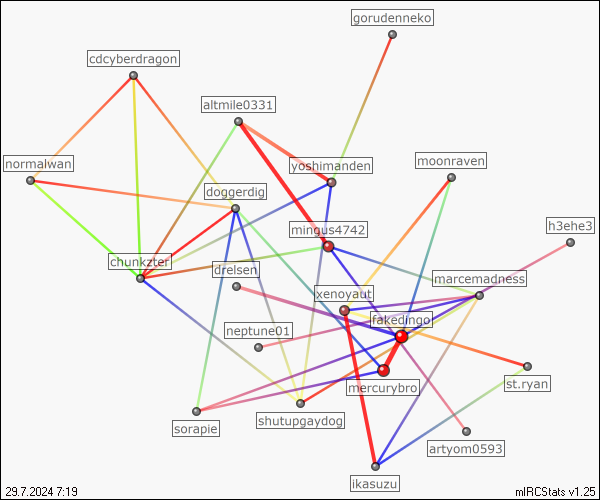 gorudenneko
cdcyberdragon
altmile0331
normalwan
yoshimanden
moonraven
doggerdig
h3ehe3
mingus4742
chunkzter
drelsen
marcemadness
xenoyaut
fakedingo
neptune01
mercurybro
st.ryan
shutupgaydog
sorapie
artyom0593
ikasuzu
29.7.2024 7:19
mIRCStats v1.25